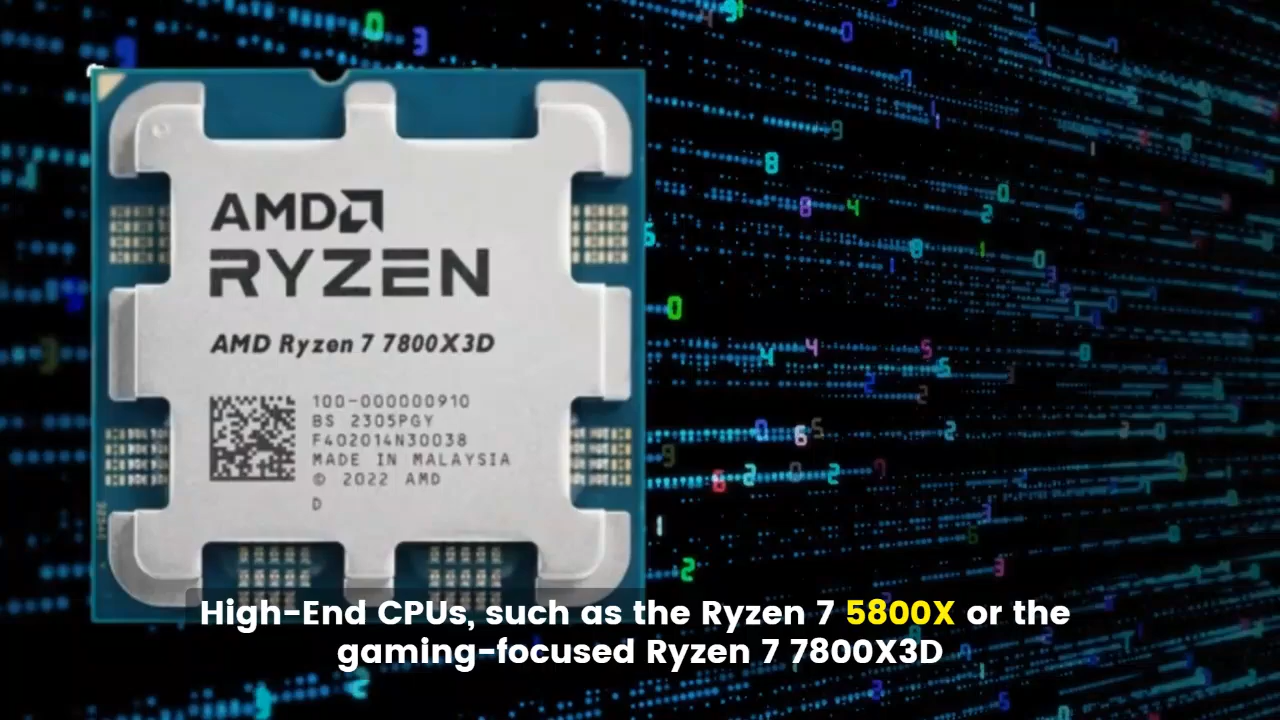 AMD
RYZEN
AMD Ryzen 7 7800X3D
100-000000910
BS 2305PGY
F402014N30038
MADE IN MALAYSIA
© 2022 AMD
D
High-End CPUs, such as the Ryzen 7 5800X or the
gaming-focused Ryzen 7 7800X3D